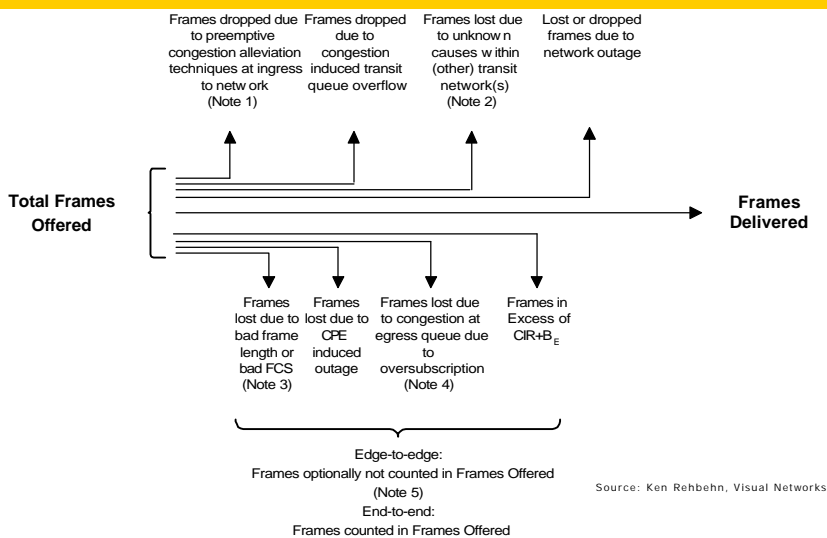 Frames dropped due
to preemptive
congestion alleviation
techniques at ingress
to netw ork
(Note 1)
Frames dropped
due to
congestion
induced transit
queue overflow
Frames lost due
to unknow n
causes w ithin
(other) transit
network(s)
(Note 2)
Lost or dropped
frames due to
network outage
Total Frames
Offered
Frames
Delivered
Frames
lost due to
bad frame
length or
bad FCS
(Note 3)
Frames
lost due to
CPE
induced
outage
Frames lost due
to congestion at
egress queue due
to
oversubscription
(Note 4)
Frames in
Excess of
CIR+B_E
Edge-to-edge:
Frames optionally not counted in Frames Offered
(Note 5)
End-to-end:
Frames counted in Frames Offered
Source: Ken Rehbehn, Visual Networks